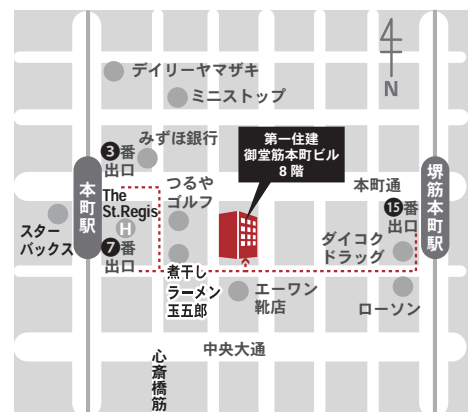 デイリーヤマザキ
ミニストップ
N
みずほ銀行
❸番
出口
第一住建
御堂筋本町ビル
8 階
本町駅
The
St.Regis
H
つるや
ゴルフ
本町通
堺筋本町駅
⓯番
出口
スター
バックス
❼番
出口
ダイコク
ドラッグ
煮干し
ラーメン
玉五郎
エーワン
靴店
ローソン
中央大通
心斎橋筋